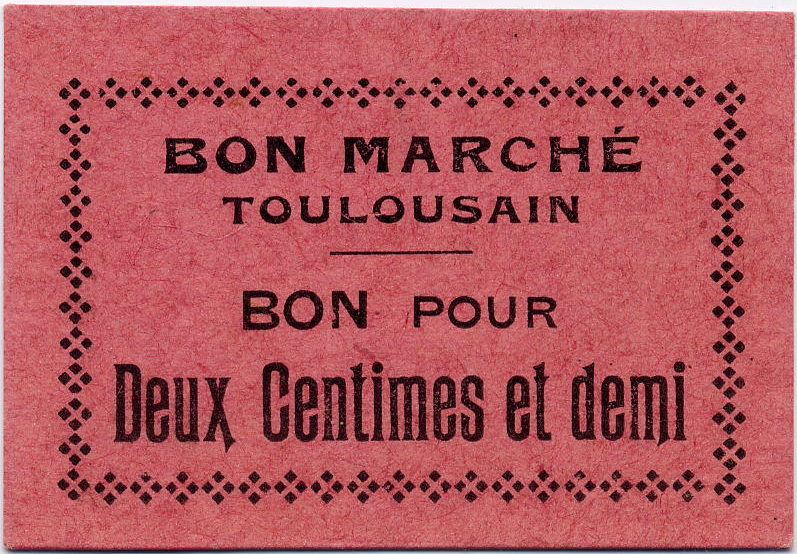 BON MARCHÉ
TOULOUSAIN
BON POUR
Deux Centimes et demi